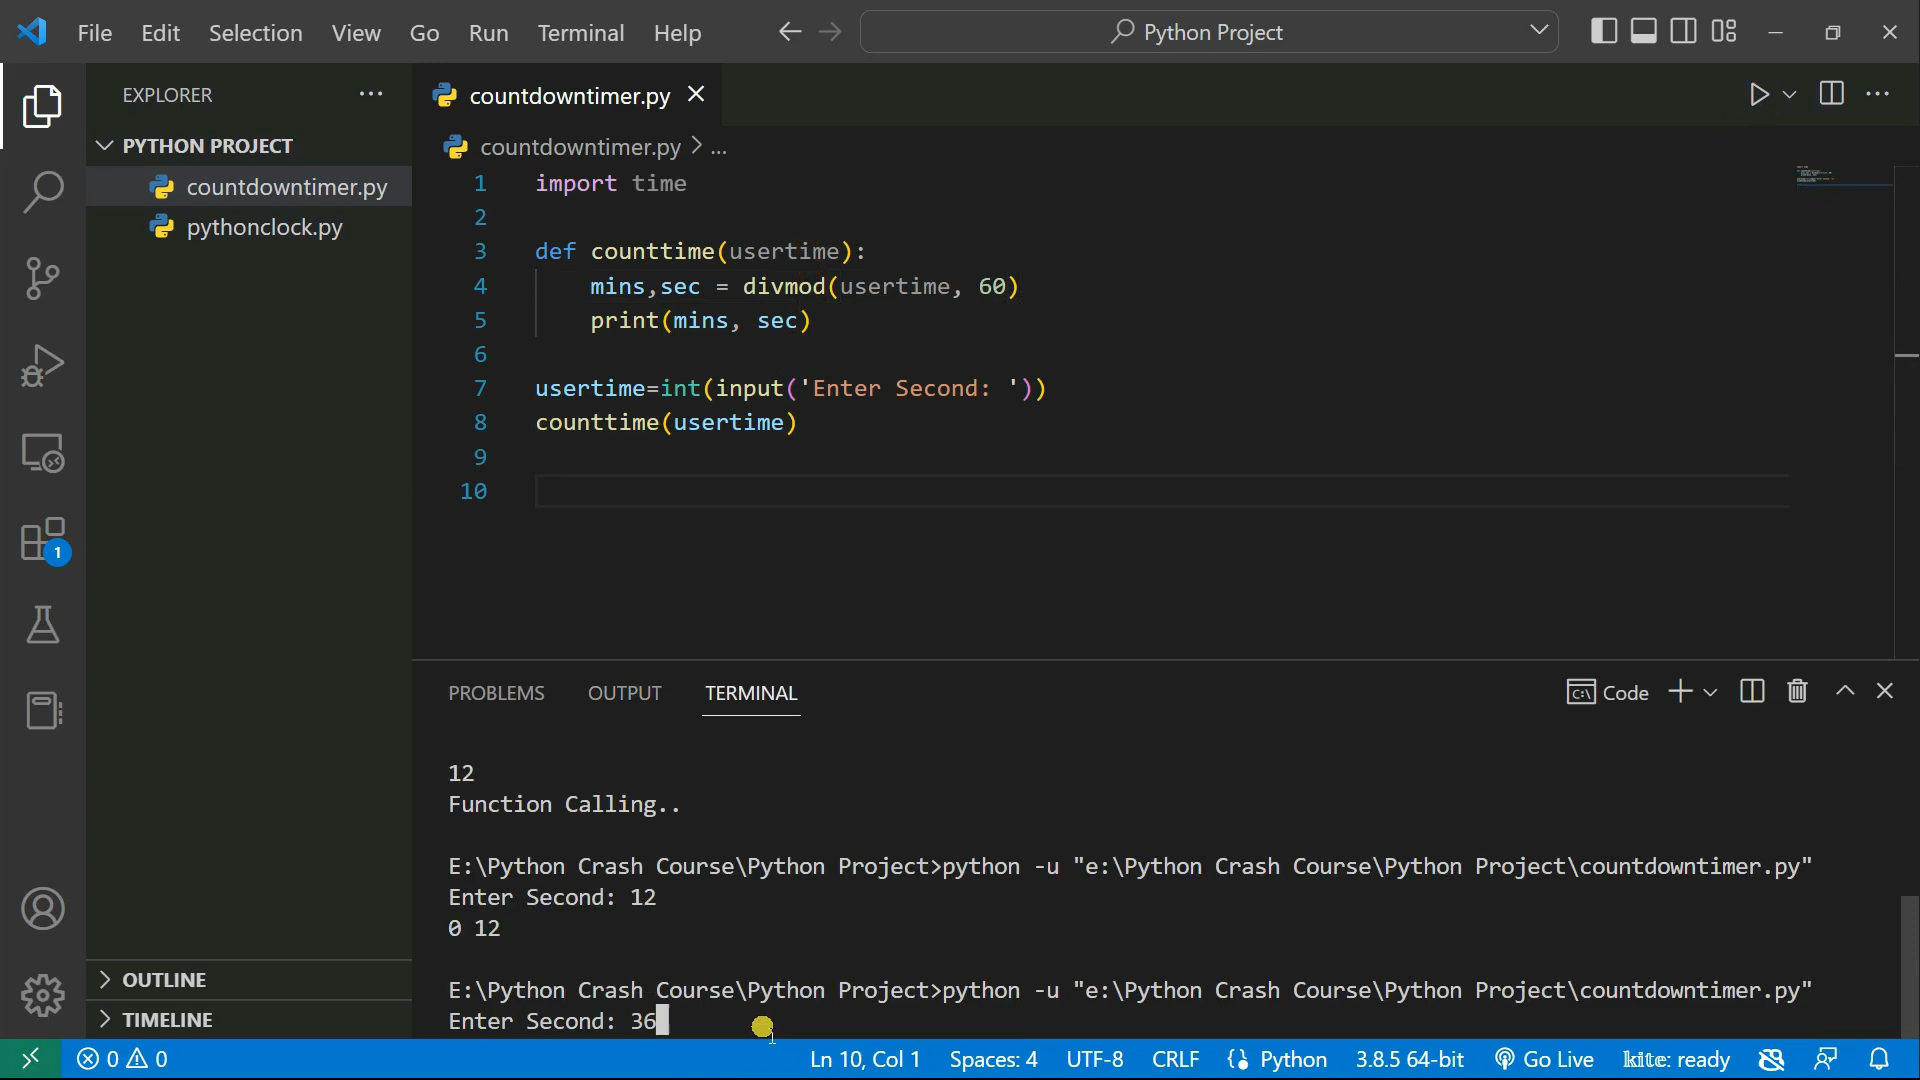 File Edit Selection View Go Run Terminal Help Python Project
EXPLORER
PYTHON PROJECT
countdowntimer.py
pythonclock.py
OUTLINE
TIMELINE
countdowntimer.py
countdowntimer.py > ...
1 import time
2
3 def counttime(usertime):
4 mins,sec = divmod(usertime, 60)
5 print(mins, sec)
6
7 usertime=int(input('Enter Second: '))
8 counttime(usertime)
9
10
1
PROBLEMS OUTPUT TERMINAL Code
12
Function Calling..
E:\Python Crash Course\Python Project>python -u "e:\Python Crash Course\Python Project\countdowntimer.py"
Enter Second: 12
0 12
E:\Python Crash Course\Python Project>python -u "e:\Python Crash Course\Python Project\countdowntimer.py"
Enter Second: 36
0 0 Ln 10, Col 1 Spaces: 4 UTF-8 CRLF Python 3.8.5 64-bit Go Live kite: ready